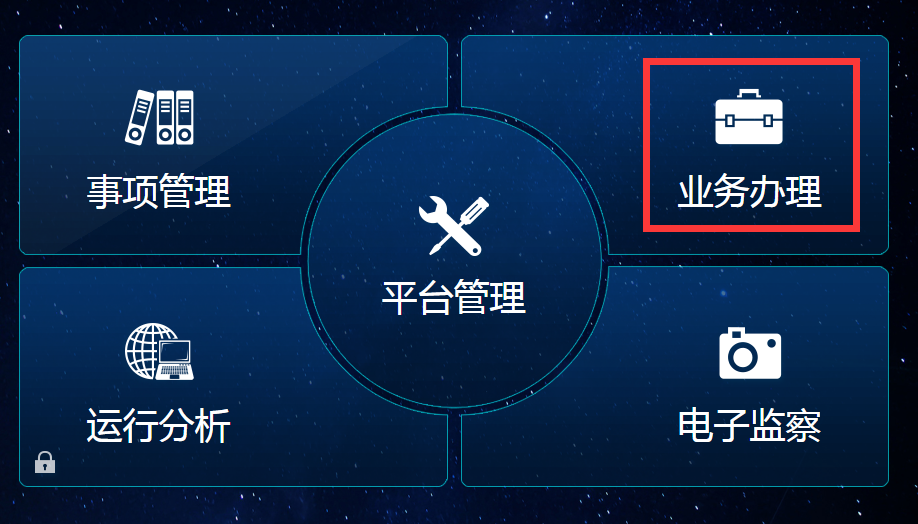 事项管理
业务办理
平台管理
运行分析
电子监察